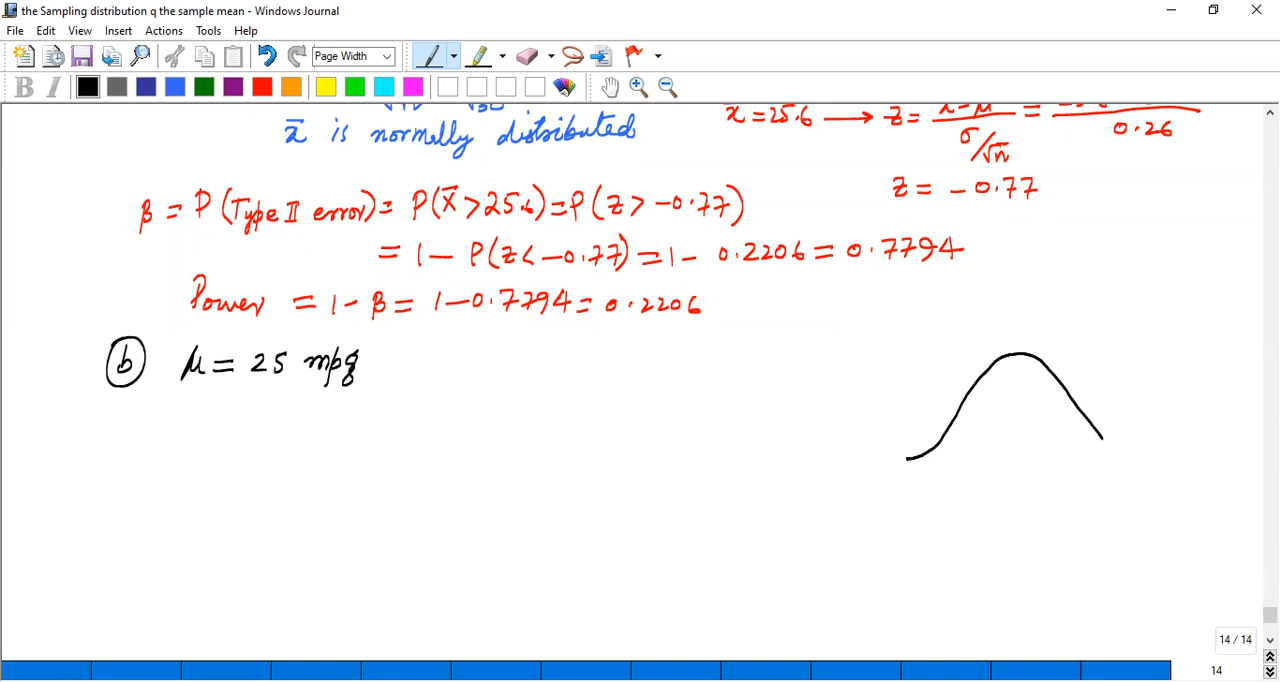 the Sampling distribution q the sample mean - Windows Journal
File Edit View Insert Actions Tools Help
Page Width
B I
x̄ is normally distributed
x = 25.6 → z = x - μ / σ/√n = / 0.26
z = -0.77
β = P(Type II error) = P(X̄ > 25.6) = P(z > -0.77)
= 1 - P(z < -0.77) = 1 - 0.2206 = 0.7794
Power = 1 - β = 1 - 0.7794 = 0.2206
b μ = 25 mpg
14 / 14
14